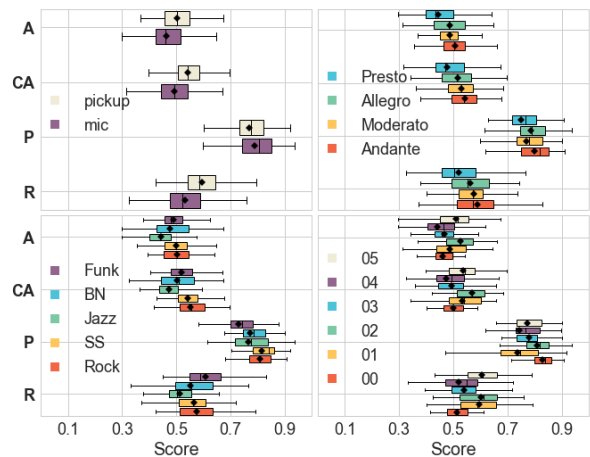 A
CA
P
R
pickup
mic
Presto
Allegro
Moderato
Andante
A
CA
P
R
Funk
BN
Jazz
SS
Rock
05
04
03
02
01
00
0.1 0.3 0.5 0.7 0.9
Score
0.1 0.3 0.5 0.7 0.9
Score